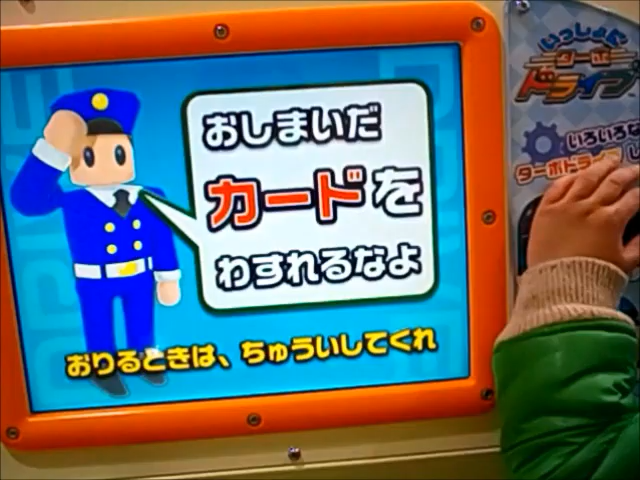 おしまいだ
カードを
わすれるなよ
おりるときは、ちゅういしてくれ
いっしょに
ターボ
ドライブ
いろいろな
ターボドライブ し